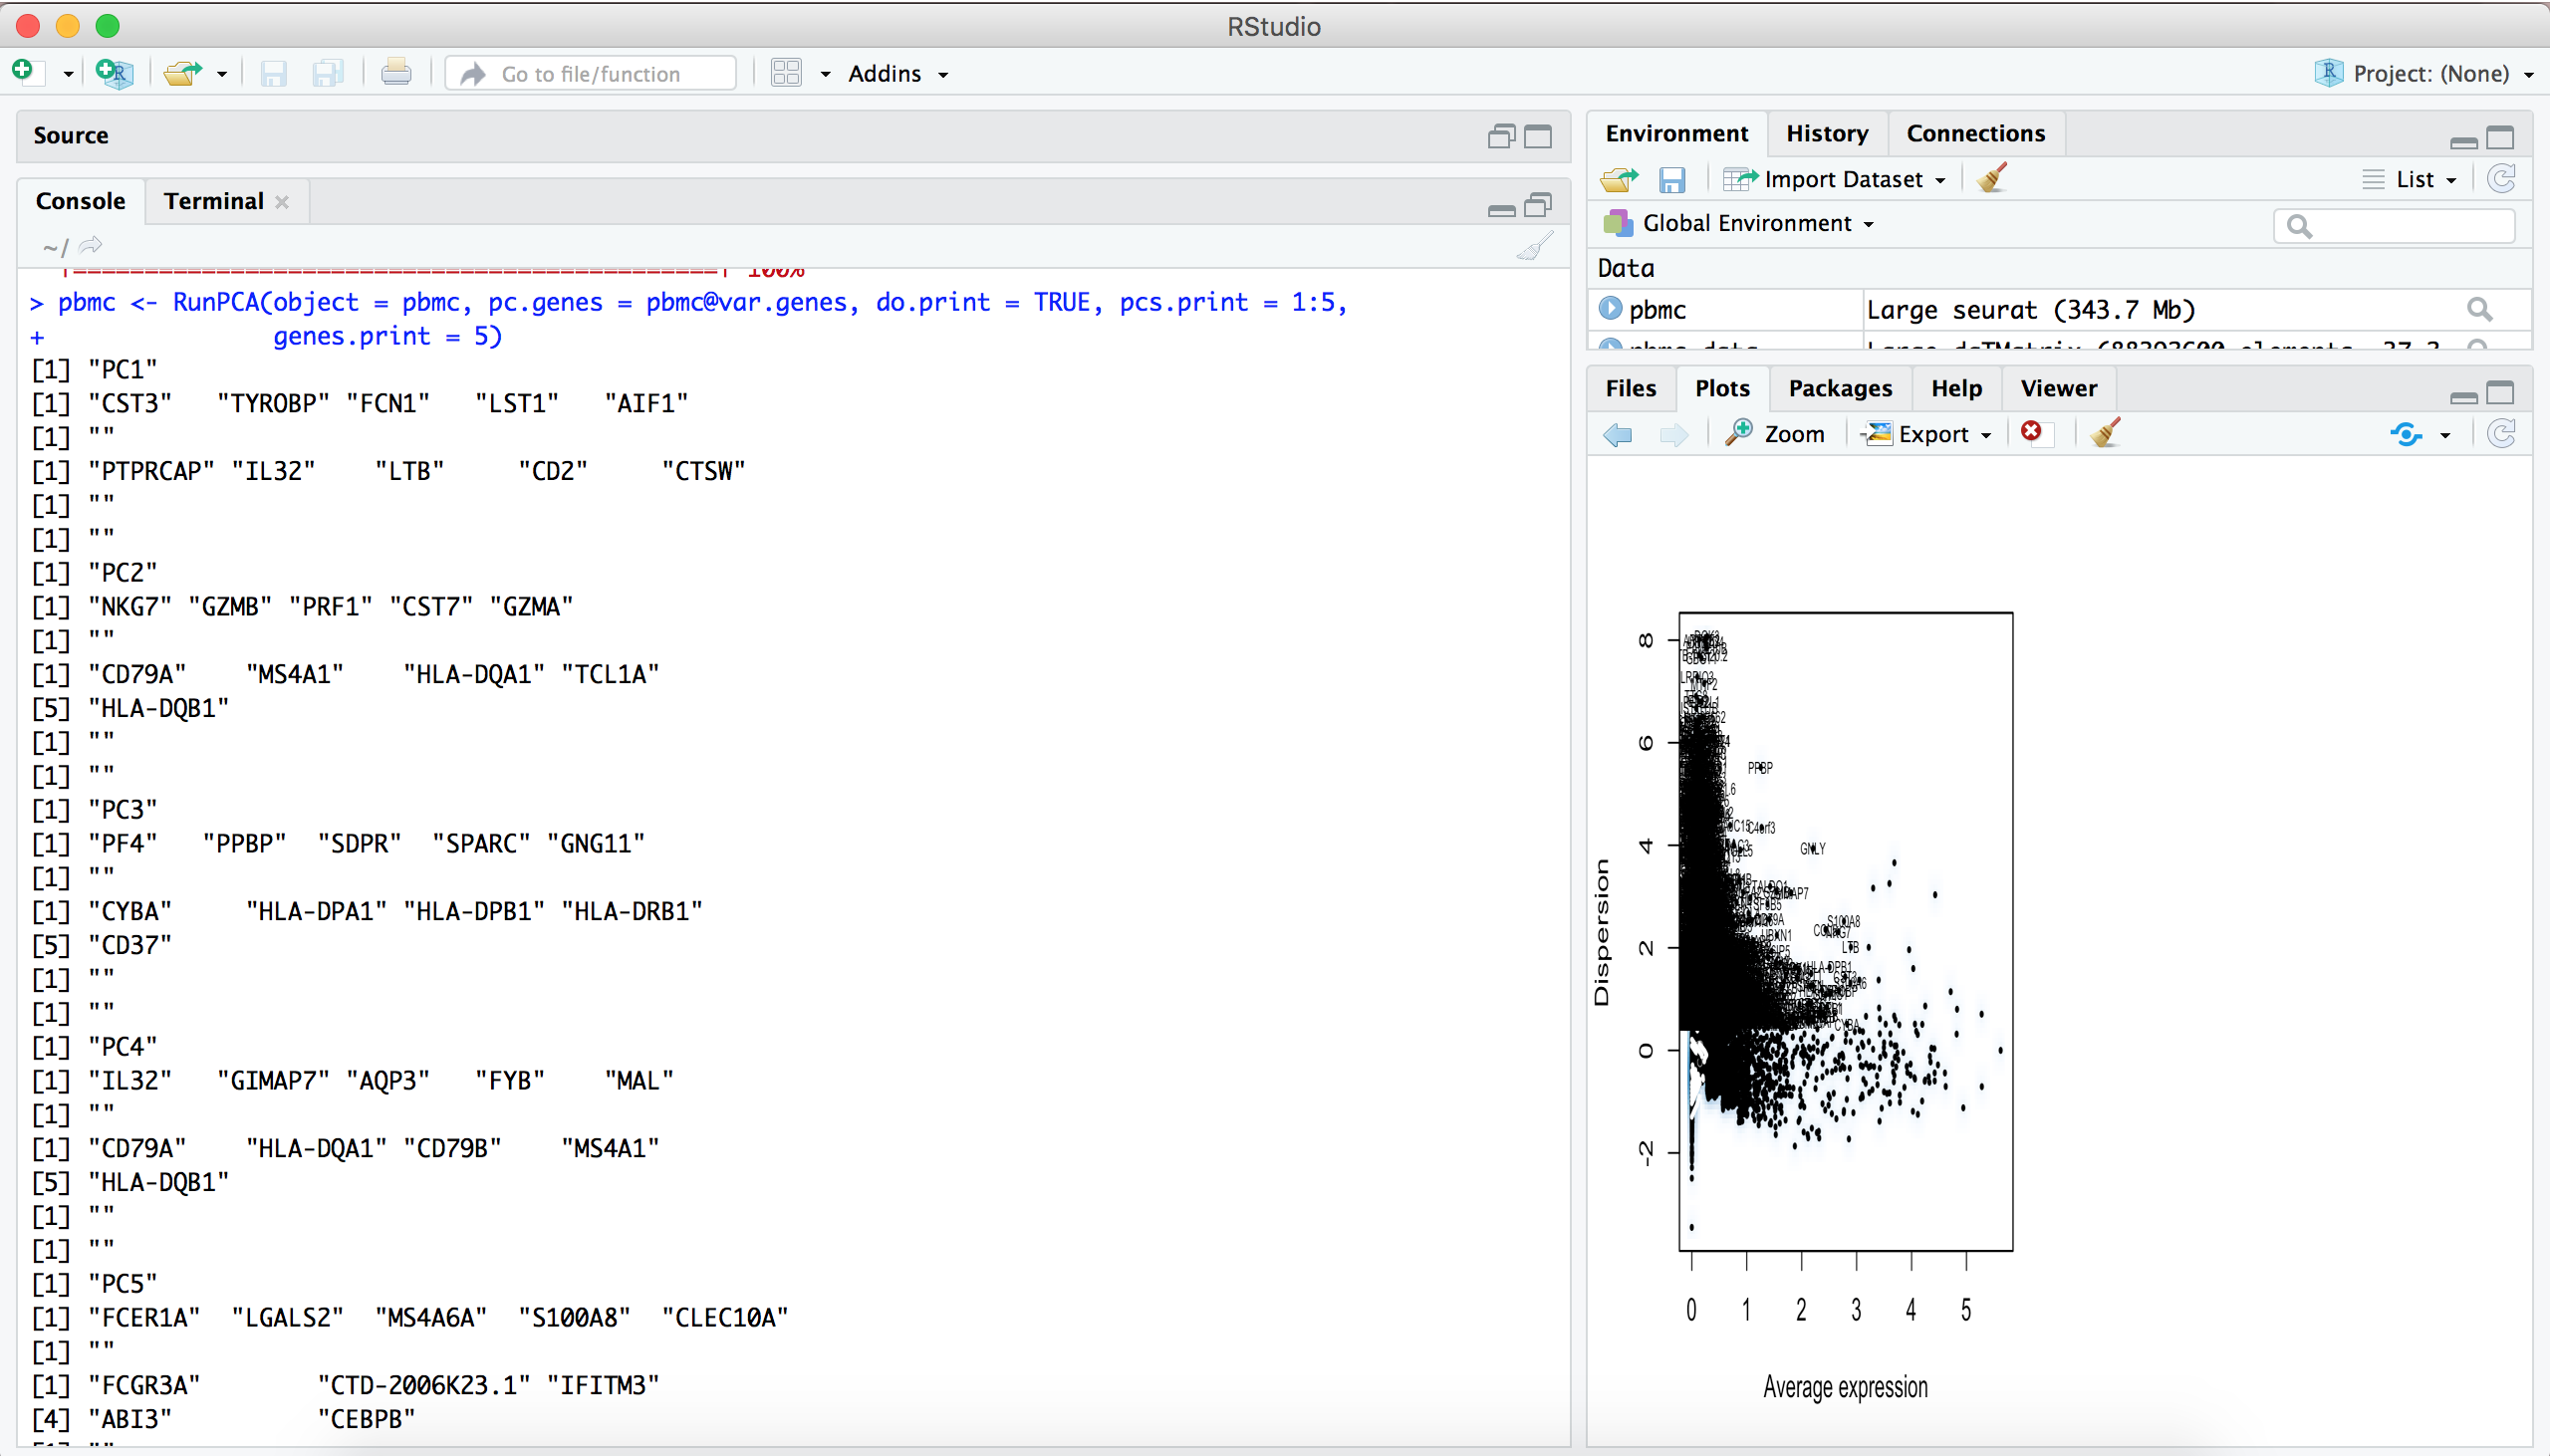 RStudio
Go to file/function
Addins
Project: (None)
Source
Console Terminal
~/
100%
> pbmc <- RunPCA(object = pbmc, pc.genes = pbmc@var.genes, do.print = TRUE, pcs.print = 1:5,
+ genes.print = 5)
[1] "PC1"
[1] "CST3" "TYROBP" "FCN1" "LST1" "AIF1"
[1] ""
[1] "PTPRCAP" "IL32" "LTB" "CD2" "CTSW"
[1] ""
[1] ""
[1] "PC2"
[1] "NKG7" "GZMB" "PRF1" "CST7" "GZMA"
[1] ""
[1] "CD79A" "MS4A1" "HLA-DQA1" "TCL1A"
[5] "HLA-DQB1"
[1] ""
[1] ""
[1] "PC3"
[1] "PF4" "PPBP" "SDPR" "SPARC" "GNG11"
[1] ""
[1] "CYBA" "HLA-DPA1" "HLA-DPB1" "HLA-DRB1"
[5] "CD37"
[1] ""
[1] ""
[1] "PC4"
[1] "IL32" "GIMAP7" "AQP3" "FYB" "MAL"
[1] ""
[1] "CD79A" "HLA-DQA1" "CD79B" "MS4A1"
[5] "HLA-DQB1"
[1] ""
[1] ""
[1] "PC5"
[1] "FCER1A" "LGALS2" "MS4A6A" "S100A8" "CLEC10A"
[1] ""
[1] "FCGR3A" "CTD-2006K23.1" "IFITM3"
[4] "ABI3" "CEBPB"
[1] ""
Environment History Connections
Import Dataset
List
Global Environment
Data
pbmc Large seurat (343.7 Mb)
Files Plots Packages Help Viewer
Zoom Export
Dispersion
8
6
4
2
0
-2
PPBP
C4orf3
GNLY
S100A8
LTB
HLA-DPB1
CST3
CYBA
0 1 2 3 4 5
Average expression